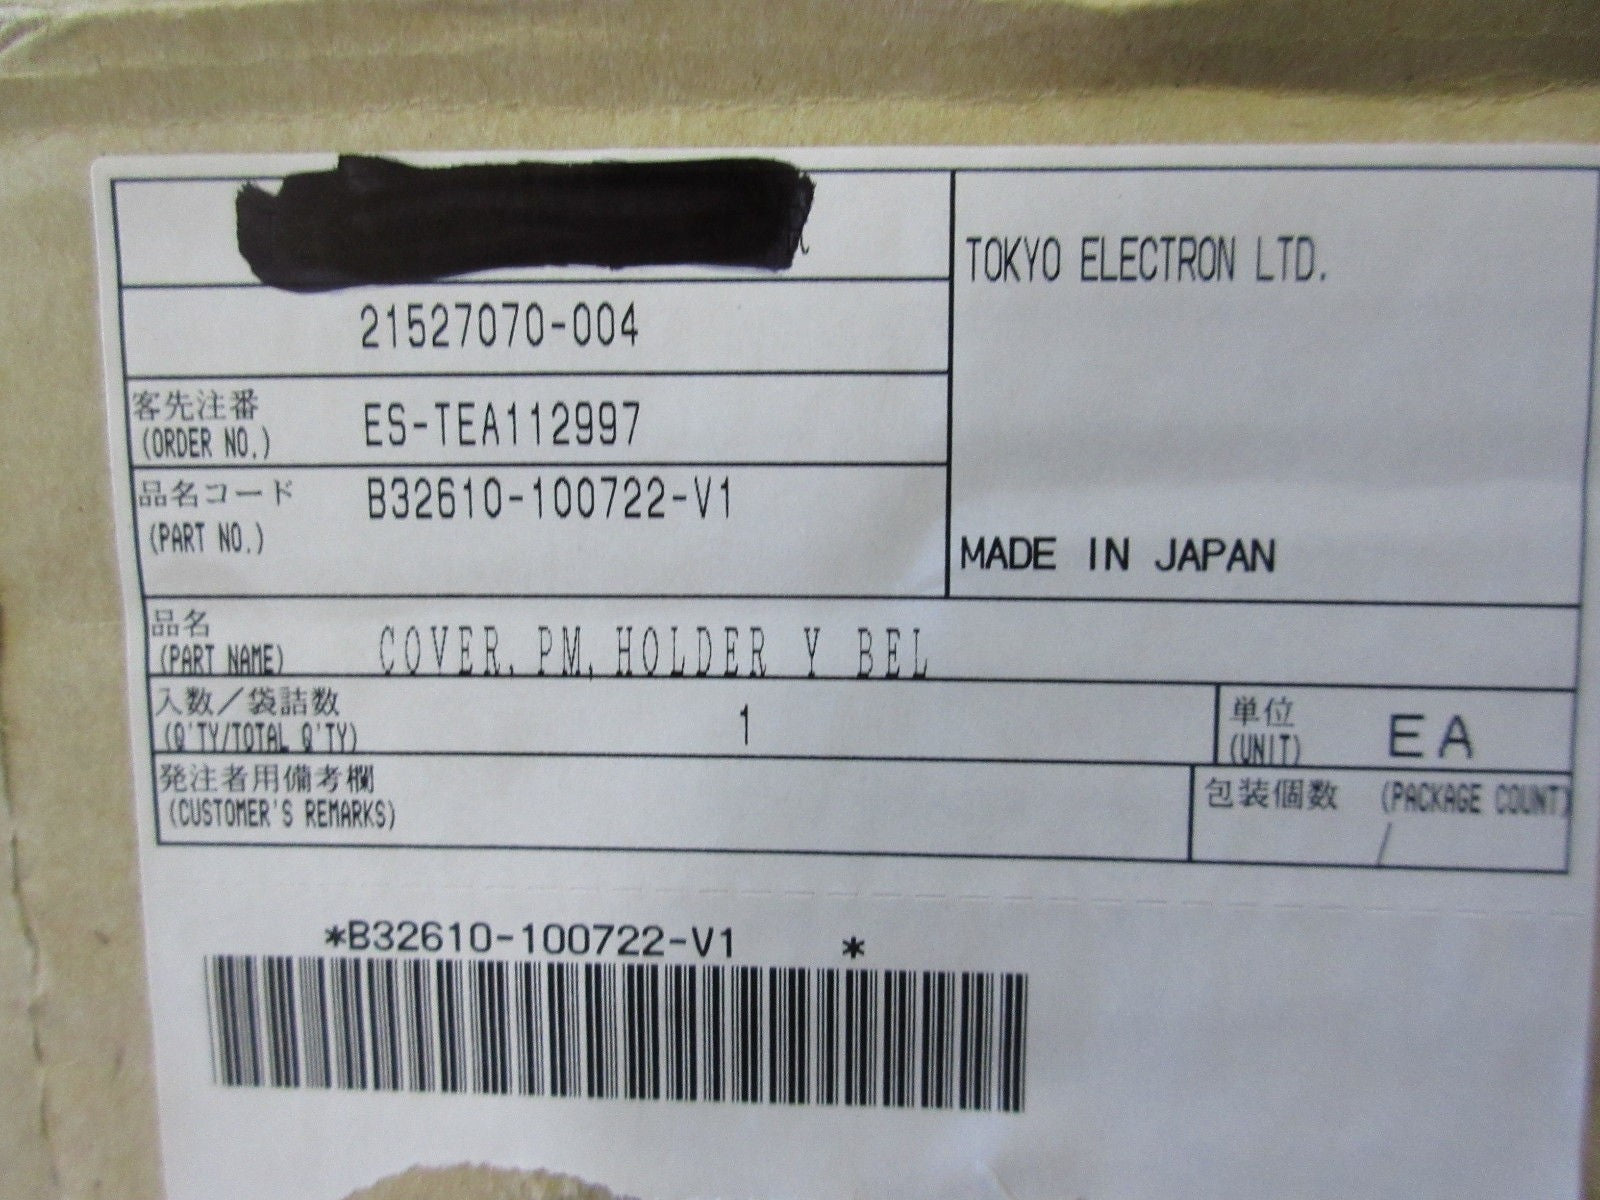 TOKYO ELECTRON LTD.
21527070-004
客先注番
(ORDER NO.)
ES-TEA112997
品名コード
(PART NO.)
B32610-100722-V1
MADE IN JAPAN
品名
(PART NAME)
COVER, PM, HOLDER Y BEL
入数／袋詰数
(Q'TY/TOTAL Q'TY)
1
単位
(UNIT)
EA
発注者用備考欄
(CUSTOMER'S REMARKS)
包装個数 (PACKAGE COUNT)
/
*B32610-100722-V1 *